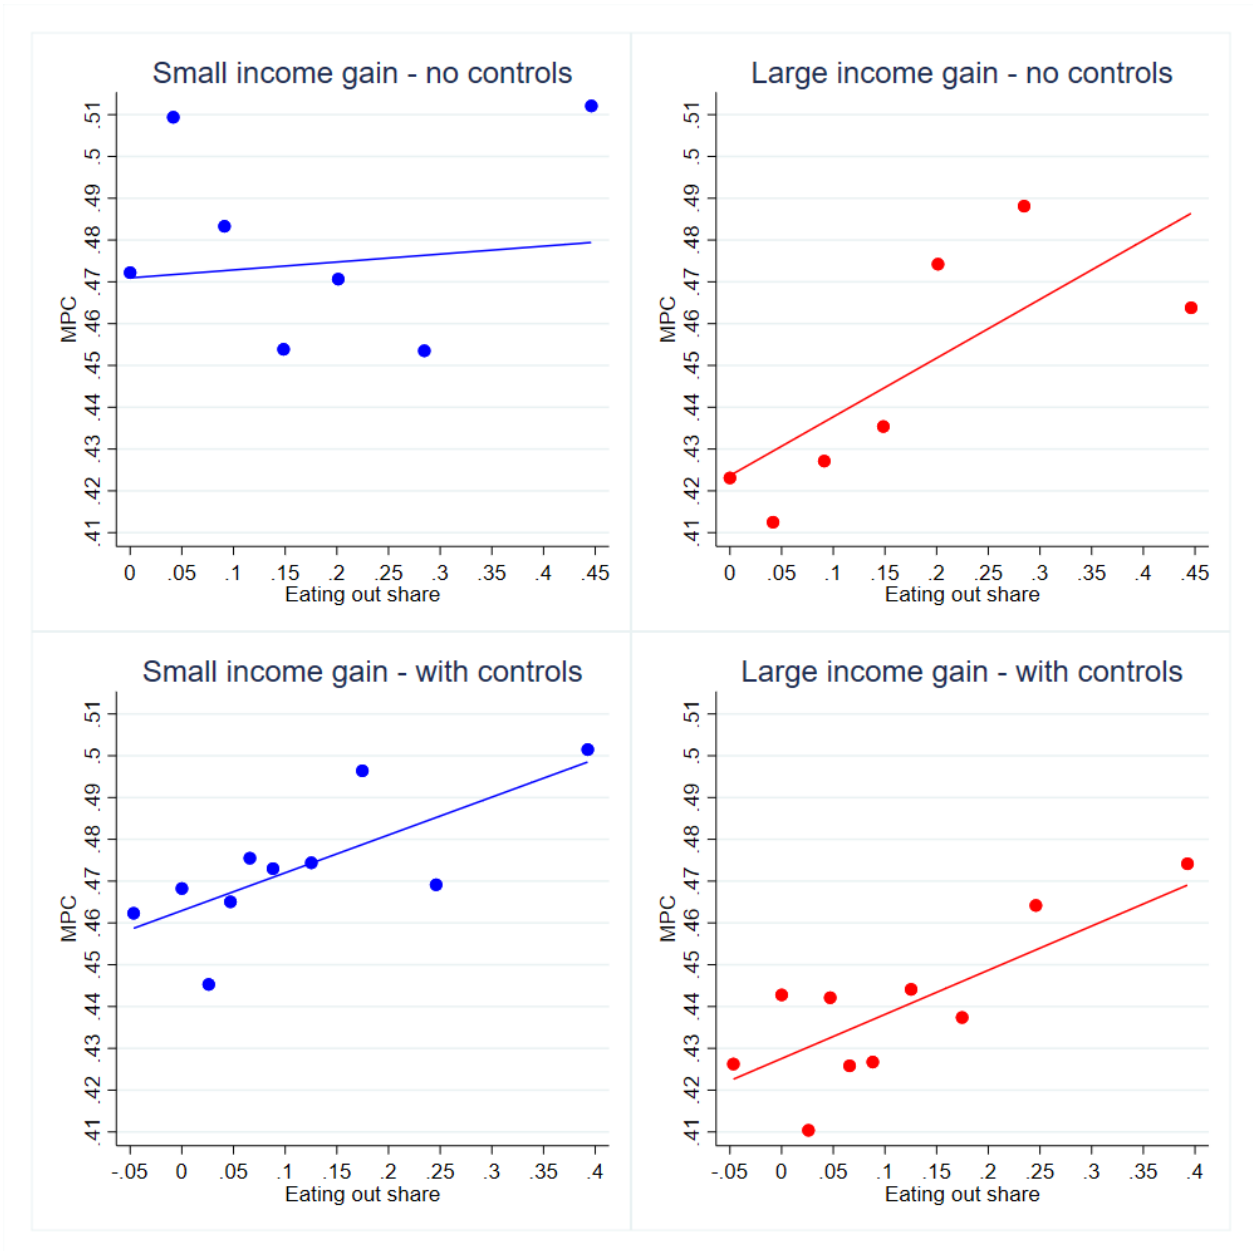 Small income gain - no controls
MPC
.51
.5
.49
.48
.47
.46
.45
.44
.43
.42
.41
0 .05 .1 .15 .2 .25 .3 .35 .4 .45
Eating out share
Large income gain - no controls
MPC
.51
.5
.49
.48
.47
.46
.45
.44
.43
.42
.41
0 .05 .1 .15 .2 .25 .3 .35 .4 .45
Eating out share
Small income gain - with controls
MPC
.51
.5
.49
.48
.47
.46
.45
.44
.43
.42
.41
-.05 0 .05 .1 .15 .2 .25 .3 .35 .4
Eating out share
Large income gain - with controls
MPC
.51
.5
.49
.48
.47
.46
.45
.44
.43
.42
.41
-.05 0 .05 .1 .15 .2 .25 .3 .35 .4
Eating out share